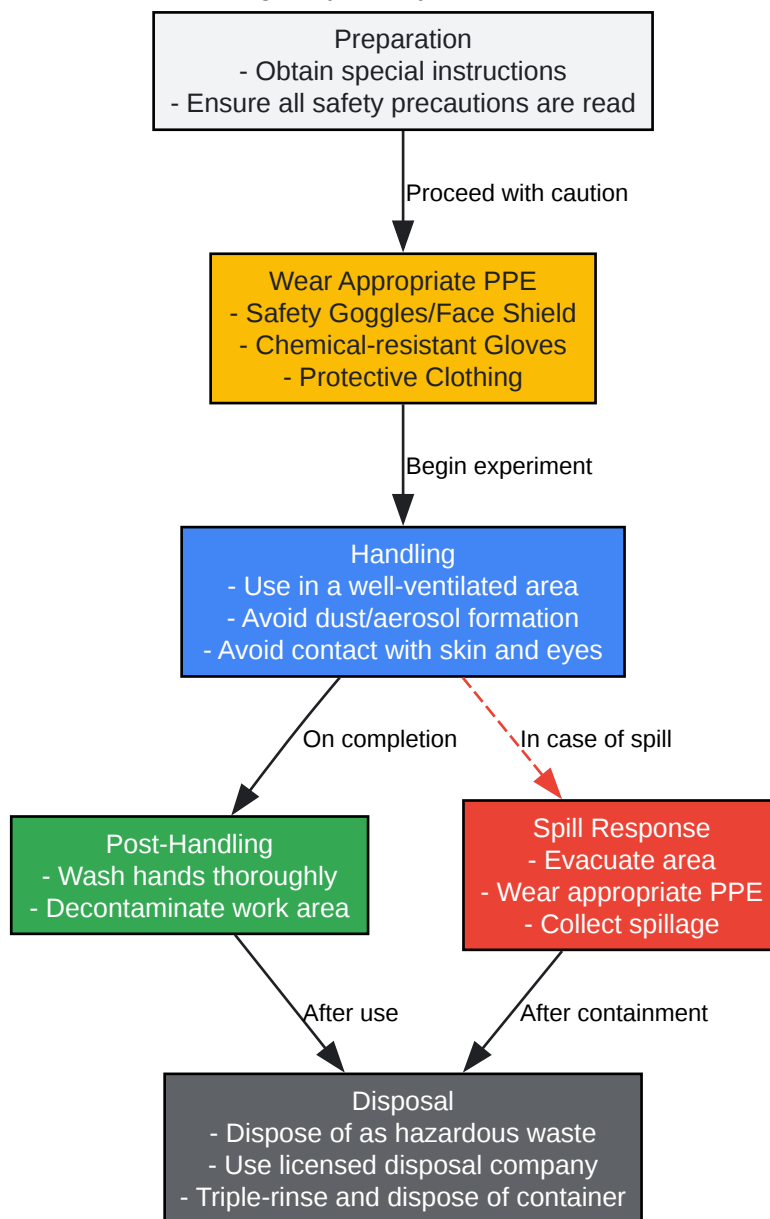 Preparation
- Obtain special instructions
- Ensure all safety precautions are read
Proceed with caution
Wear Appropriate PPE
- Safety Goggles/Face Shield
- Chemical-resistant Gloves
- Protective Clothing
Begin experiment
Handling
- Use in a well-ventilated area
- Avoid dust/aerosol formation
- Avoid contact with skin and eyes
On completion
In case of spill
Post-Handling
- Wash hands thoroughly
- Decontaminate work area
Spill Response
- Evacuate area
- Wear appropriate PPE
- Collect spillage
After use
After containment
Disposal
- Dispose of as hazardous waste
- Use licensed disposal company
- Triple-rinse and dispose of container